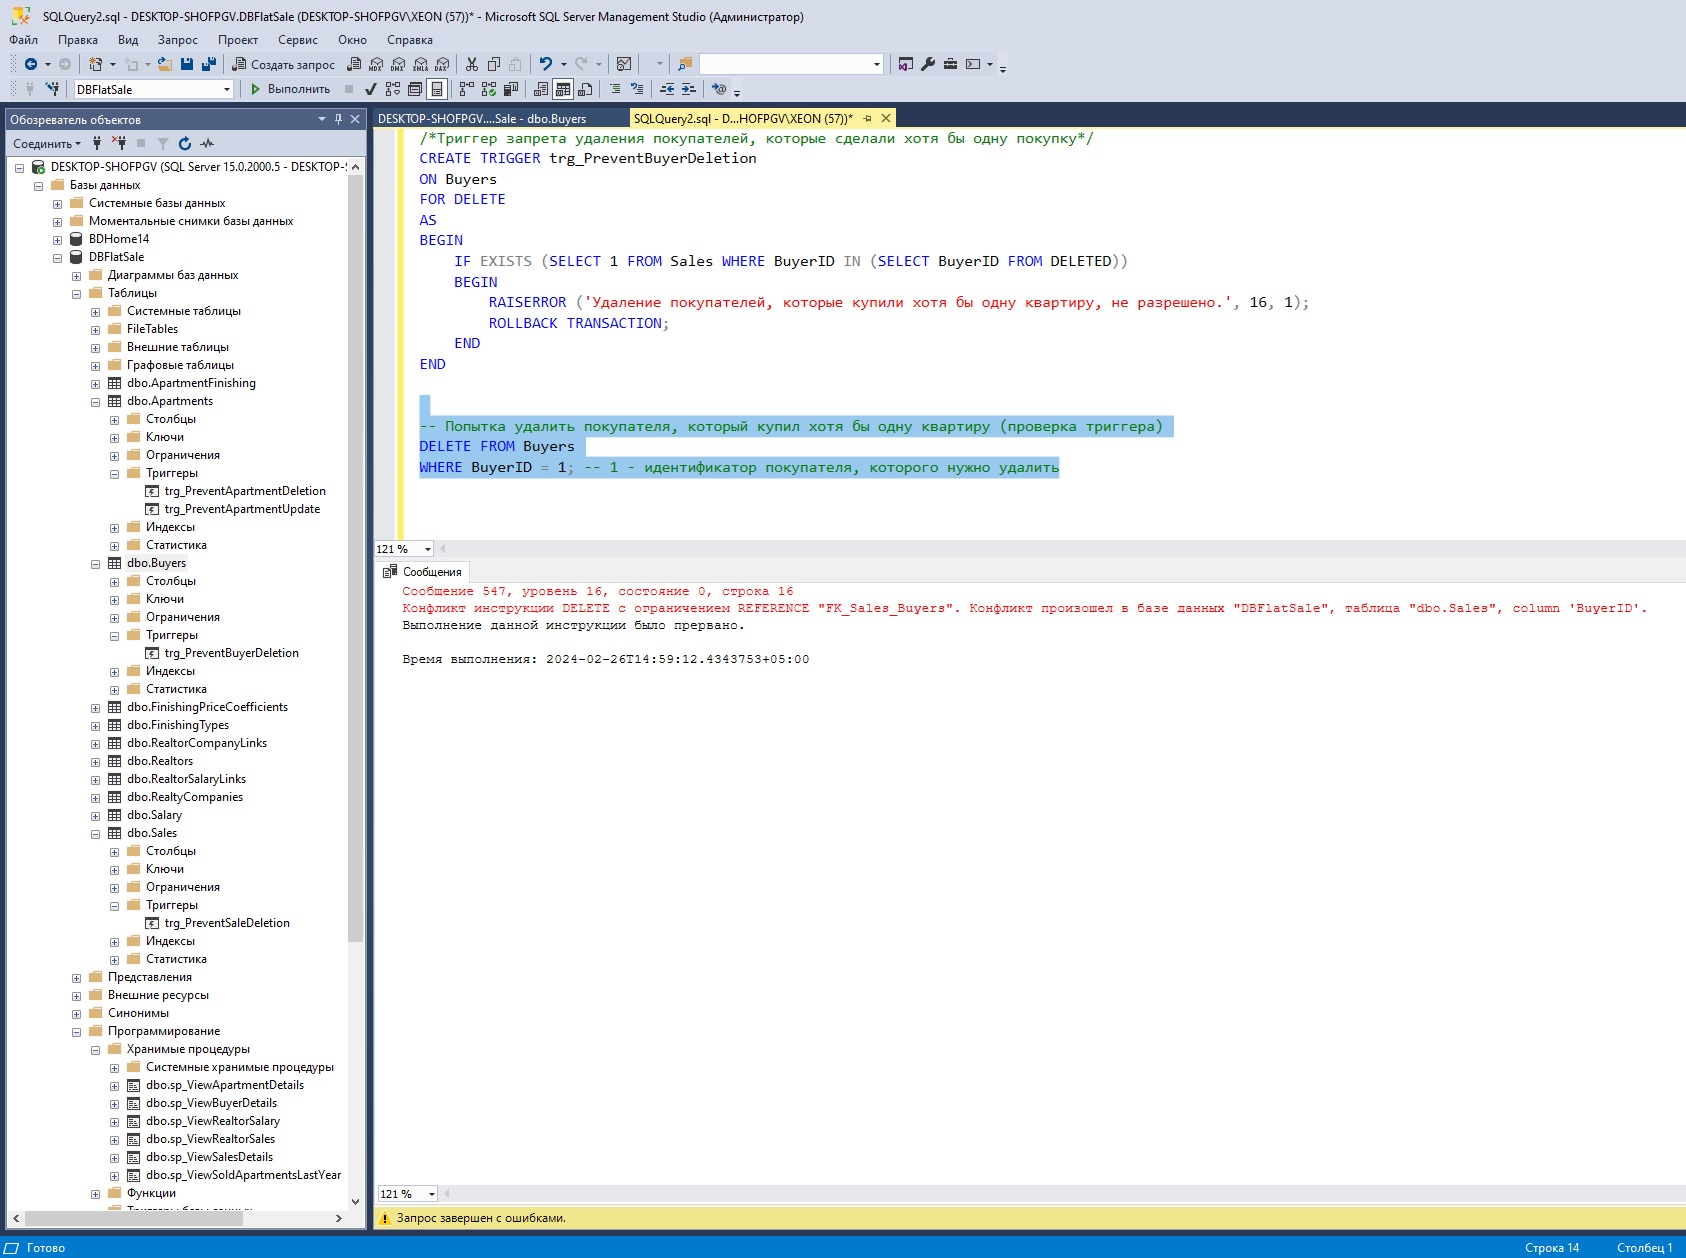 SQLQuery2.sql - DESKTOP-SHOFPGV.DBFlatSale (DESKTOP-SHOFPGV\XEON (57))* - Microsoft SQL Server Management Studio (Администратор)
Файл Правка Вид Запрос Проект Сервис Окно Справка
Создать запрос MDX DMX XMLA DAX
DBFlatSale Выполнить
Обозреватель объектов
Соединить
DESKTOP-SHOFPGV (SQL Server 15.0.2000.5 - DESKTOP-
Базы данных
Системные базы данных
Моментальные снимки базы данных
BDHome14
DBFlatSale
Диаграммы баз данных
Таблицы
Системные таблицы
FileTables
Внешние таблицы
Графовые таблицы
dbo.ApartmentFinishing
dbo.Apartments
Столбцы
Ключи
Ограничения
Триггеры
trg_PreventApartmentDeletion
trg_PreventApartmentUpdate
Индексы
Статистика
dbo.Buyers
Столбцы
Ключи
Ограничения
Триггеры
trg_PreventBuyerDeletion
Индексы
Статистика
dbo.FinishingPriceCoefficients
dbo.FinishingTypes
dbo.RealtorCompanyLinks
dbo.Realtors
dbo.RealtorSalaryLinks
dbo.RealtyCompanies
dbo.Salary
dbo.Sales
Столбцы
Ключи
Ограничения
Триггеры
trg_PreventSaleDeletion
Индексы
Статистика
Представления
Внешние ресурсы
Синонимы
Программирование
Хранимые процедуры
Системные хранимые процедуры
dbo.sp_ViewApartmentDetails
dbo.sp_ViewBuyerDetails
dbo.sp_ViewRealtorSalary
dbo.sp_ViewRealtorSales
dbo.sp_ViewSalesDetails
dbo.sp_ViewSoldApartmentsLastYear
Функции
DESKTOP-SHOFPGV....Sale - dbo.Buyers
SQLQuery2.sql - D...HOFPGV\XEON (57))*
/*Триггер запрета удаления покупателей, которые сделали хотя бы одну покупку*/
CREATE TRIGGER trg_PreventBuyerDeletion
ON Buyers
FOR DELETE
AS
BEGIN
IF EXISTS (SELECT 1 FROM Sales WHERE BuyerID IN (SELECT BuyerID FROM DELETED))
BEGIN
RAISERROR ('Удаление покупателей, которые купили хотя бы одну квартиру, не разрешено.', 16, 1);
ROLLBACK TRANSACTION;
END
END
-- Попытка удалить покупателя, который купил хотя бы одну квартиру (проверка триггера)
DELETE FROM Buyers
WHERE BuyerID = 1; -- 1 - идентификатор покупателя, которого нужно удалить
121 %
Сообщения
Сообщение 547, уровень 16, состояние 0, строка 16
Конфликт инструкции DELETE с ограничением REFERENCE "FK_Sales_Buyers". Конфликт произошел в базе данных "DBFlatSale", таблица "dbo.Sales", column 'BuyerID'.
Выполнение данной инструкции было прервано.
Время выполнения: 2024-02-26T14:59:12.4343753+05:00
121 %
Запрос завершен с ошибками.
Готово
Строка 14 Столбец 1